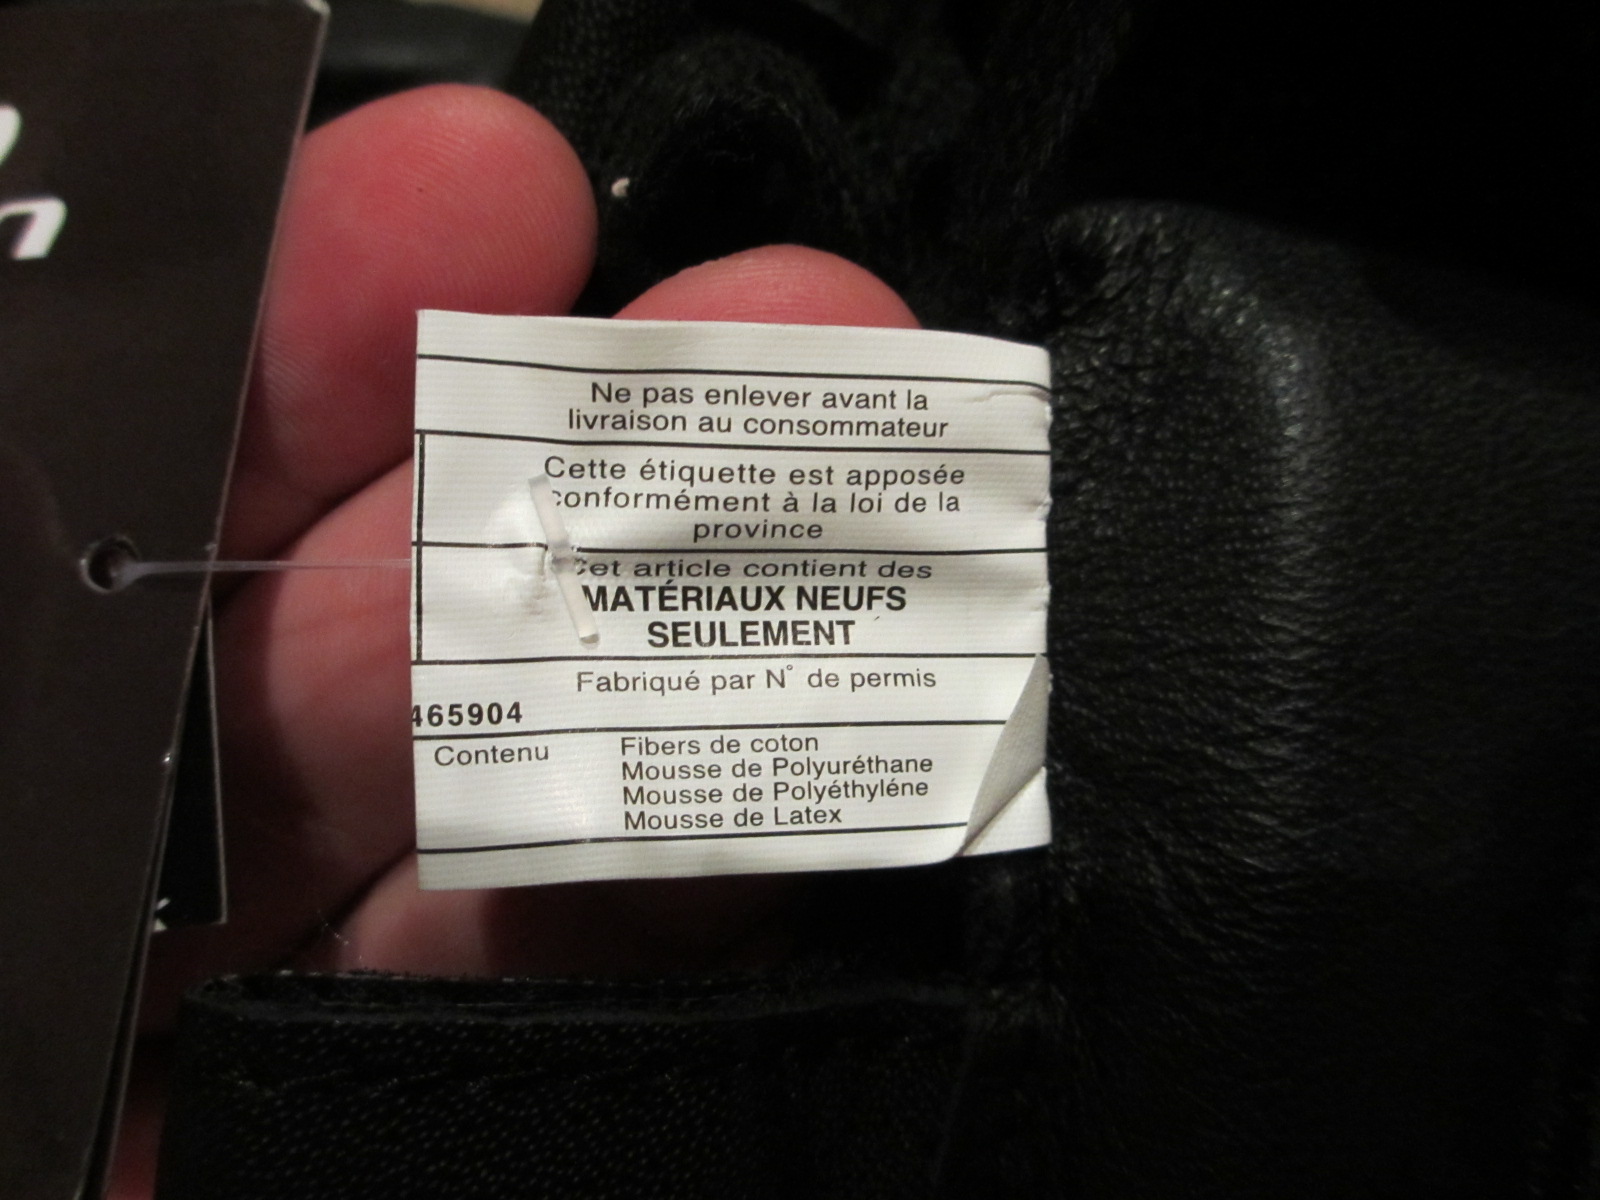 Ne pas enlever avant la
livraison au consommateur
Cette étiquette est apposée
conformément à la loi de la
province
Cet article contient des
MATÉRIAUX NEUFS
SEULEMENT
Fabriqué par N° de permis
465904
Contenu
Fibers de coton
Mousse de Polyuréthane
Mousse de Polyéthyléne
Mousse de Latex